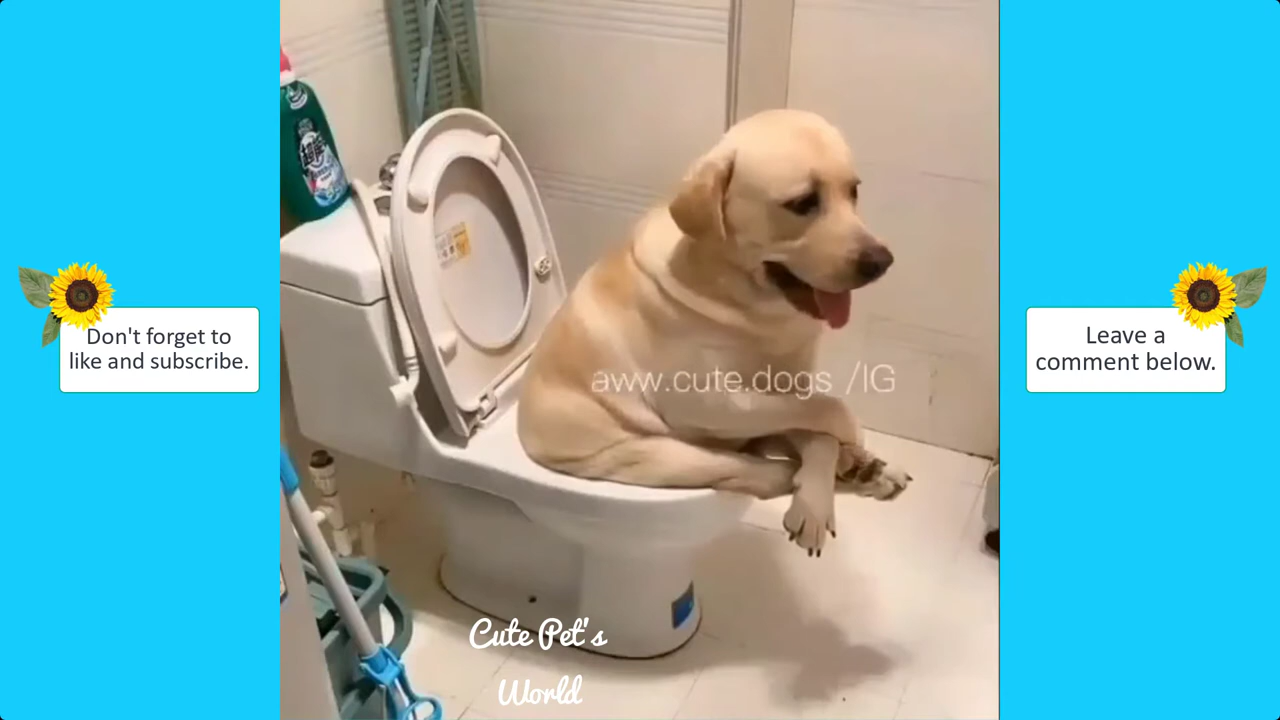 Don't forget to
like and subscribe.
Leave a
comment below.
aww.cute.dogs /IG
Cute Pet's
World